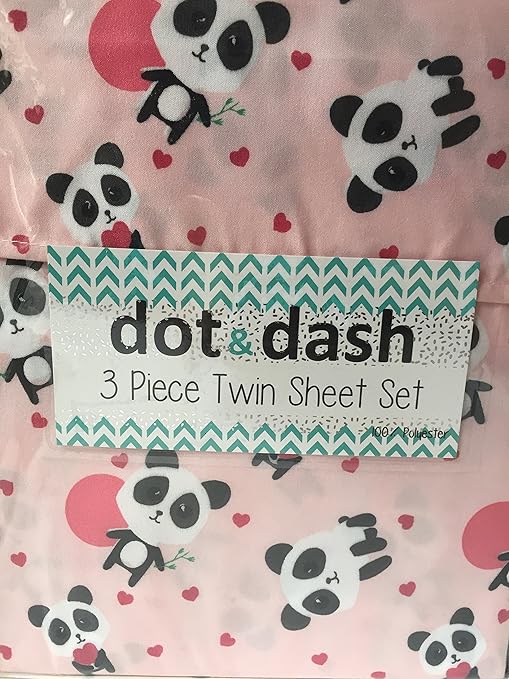 dot & dash
3 Piece Twin Sheet Set
100% Polyester